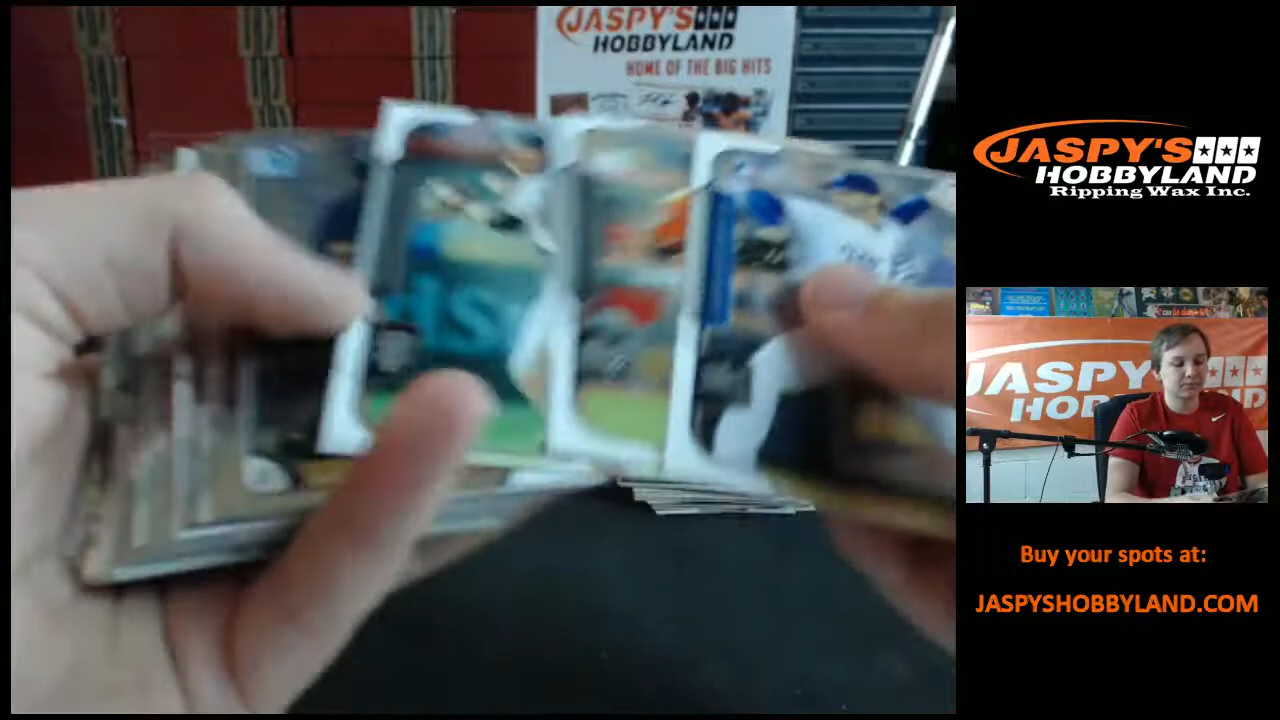 JASPY'S
HOBBYLAND
HOME OF THE BIG HITS
JASPY'S
HOBBYLAND
Ripping Wax Inc.
JASPY
Buy your spots at:
JASPYSHOBBYLAND.COM